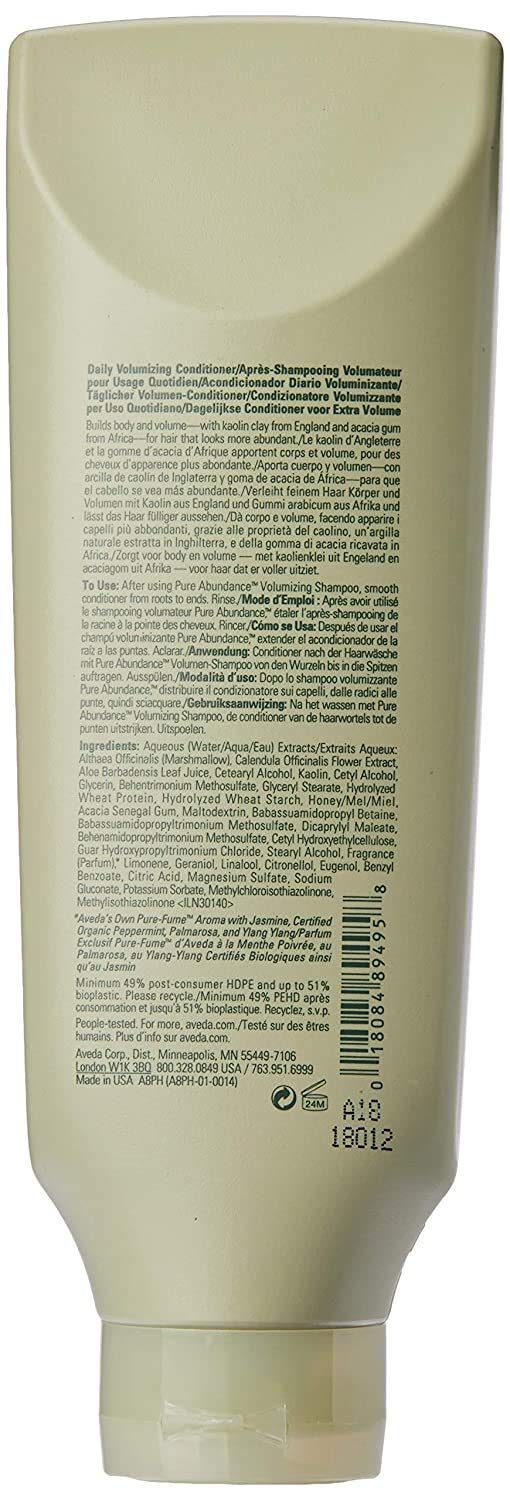 Daily Volumizing Conditioner/Après-Shampooing Volumateur
pour Usage Quotidien/Acondicionador Diario Voluminizante/
Täglicher Volumen-Conditioner/Condizionatore Volumizzante
per Uso Quotidiano/Dagelijkse Conditioner voor Extra Volume
Builds body and volume—with kaolin clay from England and acacia gum
from Africa—for hair that looks more abundant./Le kaolin d'Angleterre
et la gomme d'acacia d'Afrique apportent corps et volume, pour des
cheveux d'apparence plus abondante./Aporta cuerpo y volumen—con
arcilla de caolín de Inglaterra y goma de acacia de África—para que
el cabello se vea más abundante./Verleiht feinem Haar Körper und
Volumen mit Kaolin aus England und Gummi arabicum aus Afrika und
lässt das Haar fülliger aussehen./Dà corpo e volume, facendo apparire i
capelli più abbondanti, grazie alle proprietà del caolino, un'argilla
naturale estratta in Inghilterra, e della gomma di acacia ricavata in
Africa./Zorgt voor body en volume — met kaolienklei uit Engeland en
acaciagom uit Afrika — voor haar dat er voller uitziet.
To Use: After using Pure Abundance™ Volumizing Shampoo, smooth
conditioner from roots to ends. Rinse./Mode d'Emploi : Après avoir utilisé
le shampooing volumateur Pure Abundance,™ étaler l'après-shampooing de
la racine à la pointe des cheveux. Rincer./Cómo se Usa: Después de usar el
champú voluminizante Pure Abundance,™ extender el acondicionador de la
raíz a las puntas. Aclarar./Anwendung: Conditioner nach der Haarwäsche
mit Pure Abundance™ Volumen-Shampoo von den Wurzeln bis in die Spitzen
auftragen. Ausspülen./Modalità d'uso: Dopo lo shampoo volumizzante
Pure Abundance,™ distribuire il condizionatore sui capelli, dalle radici alle
punte, quindi sciacquare./Gebruiksaanwijzing: Na het wassen met Pure
Abundance™ Volumizing Shampoo, de conditioner van de haarwortels tot de
punten uitstrijken. Uitspoelen.
Ingredients: Aqueous (Water/Aqua/Eau) Extracts/Extraits Aqueux:
Althaea Officinalis (Marshmallow), Calendula Officinalis Flower Extract,
Aloe Barbadensis Leaf Juice, Cetearyl Alcohol, Kaolin, Cetyl Alcohol,
Glycerin, Behentrimonium Methosulfate, Glyceryl Stearate, Hydrolyzed
Wheat Protein, Hydrolyzed Wheat Starch, Honey/Mel/Miel,
Acacia Senegal Gum, Maltodextrin, Babassuamidopropyl Betaine,
Babassuamidopropyltrimonium Methosulfate, Dicaprylyl Maleate,
Behenamidopropyltrimonium Methosulfate, Cetyl Hydroxyethylcellulose,
Guar Hydroxypropyltrimonium Chloride, Stearyl Alcohol, Fragrance
(Parfum),* Limonene, Geraniol, Linalool, Citronellol, Eugenol, Benzyl
Benzoate, Citric Acid, Magnesium Sulfate, Sodium
Gluconate, Potassium Sorbate, Methylchloroisothiazolinone,
Methylisothiazolinone <ILN30140>
*Aveda's Own Pure-Fume™ Aroma with Jasmine, Certified
Organic Peppermint, Palmarosa, and Ylang Ylang/Parfum
Exclusif Pure-Fume™ d'Aveda à la Menthe Poivrée, au
Palmarosa, au Ylang-Ylang Certifiés Biologiques ainsi
qu'au Jasmin
Minimum 49% post-consumer HDPE and up to 51%
bioplastic. Please recycle./Minimum 49% PEHD après
consommation et jusqu'à 51% bioplastique. Recyclez, s.v.p.
People-tested. For more, aveda.com./Testé sur des êtres
humains. Plus d'info sur aveda.com.
Aveda Corp., Dist., Minneapolis, MN 55449-7106
London W1K 3BQ 800.328.0849 USA / 763.951.6999
Made in USA A8PH (A8PH-01-0014)
24M
0 18084 89495 8
A18
18012